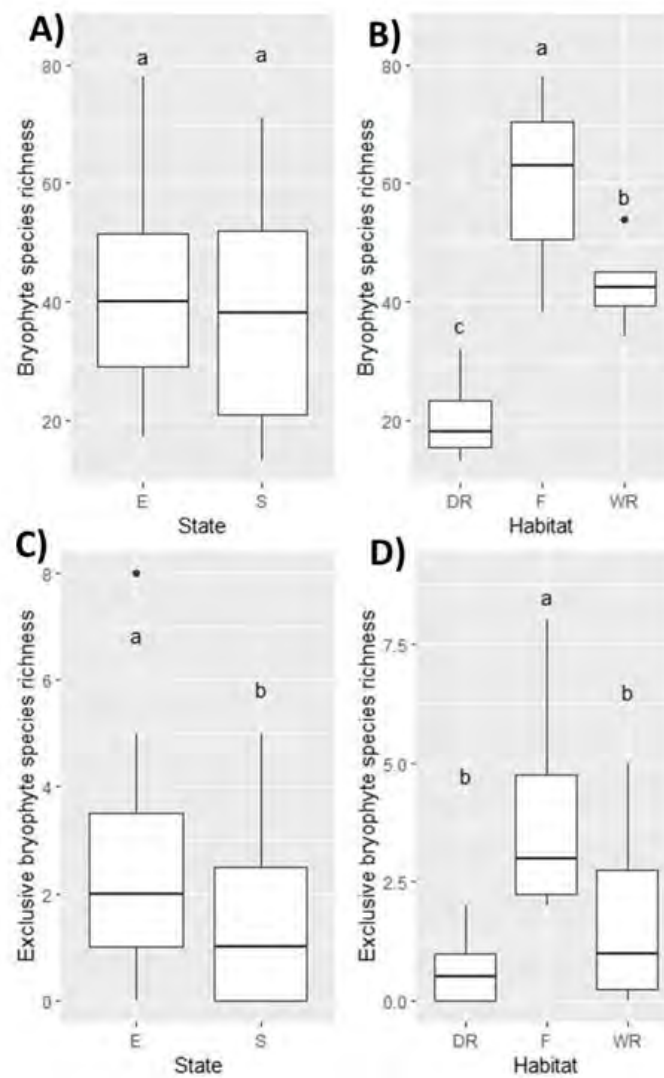 A)
a
a
80
60
40
20
Bryophyte species richness
E
S
State
B)
a
b
c
80
60
40
20
Bryophyte species richness
DR
F
WR
Habitat
C)
a
b
8
6
4
2
0
Exclusive bryophyte species richness
E
S
State
D)
a
b
b
7.5
5.0
2.5
0.0
Exclusive bryophyte species richness
DR
F
WR
Habitat